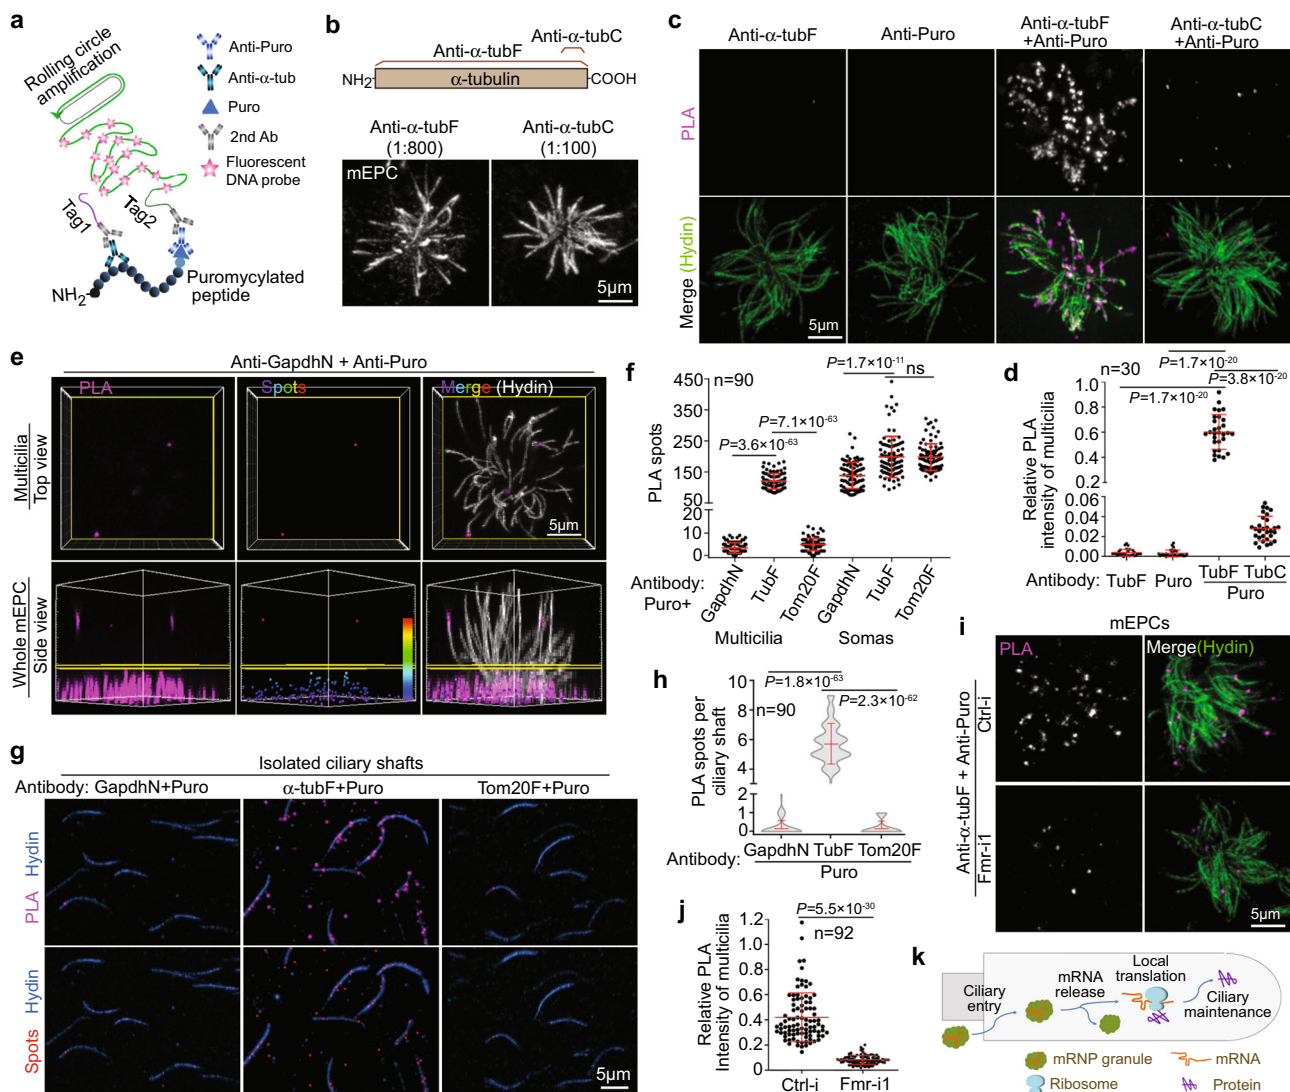 a
Rolling circle
amplification
Anti-Puro
Anti-α-tub
Puro
2nd Ab
Fluorescent
DNA probe
Tag1
Tag2
Puromycylated
peptide
NH2
b
Anti-α-tubC
Anti-α-tubF
NH2
α-tubulin
COOH
Anti-α-tubF
(1:800)
Anti-α-tubC
(1:100)
mEPC
5µm
c
Anti-α-tubF
Anti-Puro
Anti-α-tubF
+Anti-Puro
Anti-α-tubC
+Anti-Puro
PLA
Merge (Hydin)
5µm
e
Anti-GapdhN + Anti-Puro
PLA
Spots
Merge (Hydin)
Multicilia
Top view
5µm
Whole mEPC
Side view
f
P=1.7×10-11
ns
n=90
P=7.1×10-63
P=3.6×10-63
PLA spots
450
350
250
150
50
20
10
0
Antibody:
Puro+
GapdhN
TubF
Tom20F
GapdhN
TubF
Tom20F
Multicilia
Somas
d
P=1.7×10-20
n=30
P=3.8×10-20
P=1.7×10-20
Relative PLA
intensity of multicilia
1.0
0.8
0.6
0.4
0.2
0.06
0.04
0.02
0.00
Antibody:
TubF
Puro
TubF
TubC
Puro
g
Isolated ciliary shafts
Antibody: GapdhN+Puro
α-tubF+Puro
Tom20F+Puro
PLA Hydin
Spots Hydin
5µm
h
P=1.8×10-63
P=2.3×10-62
n=90
PLA spots per
ciliary shaft
10
8
6
4
2
1
0
GapdhN
TubF
Tom20F
Antibody:
Puro
i
mEPCs
PLA
Merge(Hydin)
Anti-α-tubF + Anti-Puro
Ctrl-i
Fmr-i1
5µm
j
P=5.5×10-30
n=92
Relative PLA
Intensity of multicilia
1.2
1.0
0.8
0.6
0.4
0.2
0
Ctrl-i
Fmr-i1
k
Ciliary
entry
mRNA
release
Local
translation
Ciliary
maintenance
mRNP granule
mRNA
Ribosome
Protein